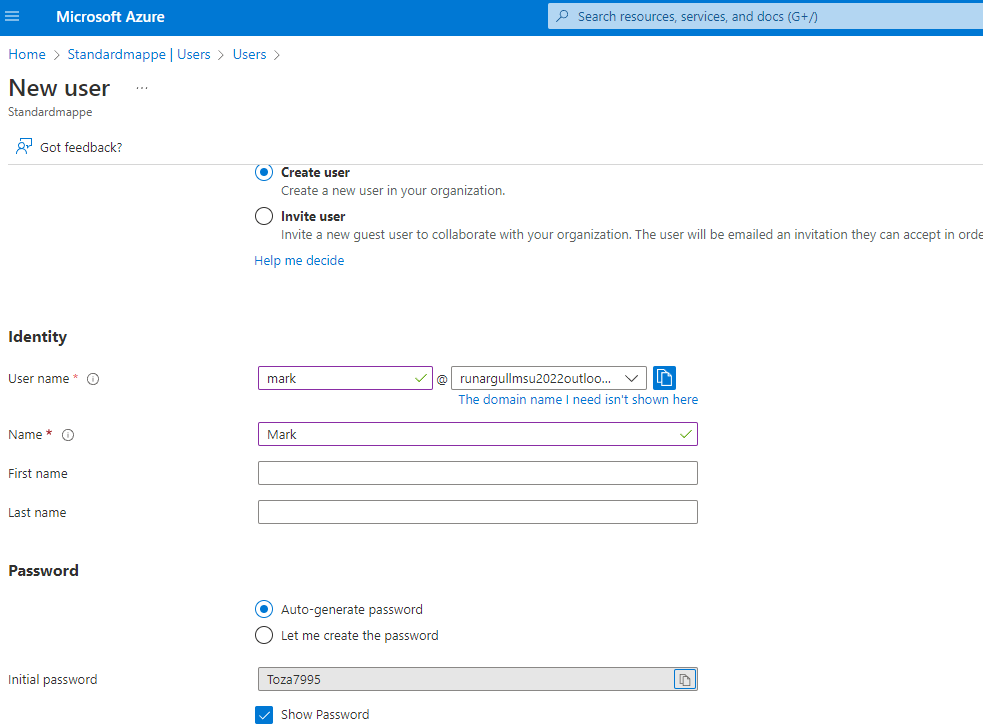 Microsoft Azure
Search resources, services, and docs (G+/)
Home > Standardmappe | Users > Users >
New user ...
Standardmappe
Got feedback?
Create user
Create a new user in your organization.
Invite user
Invite a new guest user to collaborate with your organization. The user will be emailed an invitation they can accept in orde
Help me decide
Identity
User name * mark @ runargullmsu2022outloo...
The domain name I need isn't shown here
Name * Mark
First name
Last name
Password
Auto-generate password
Let me create the password
Initial password Toza7995
Show Password